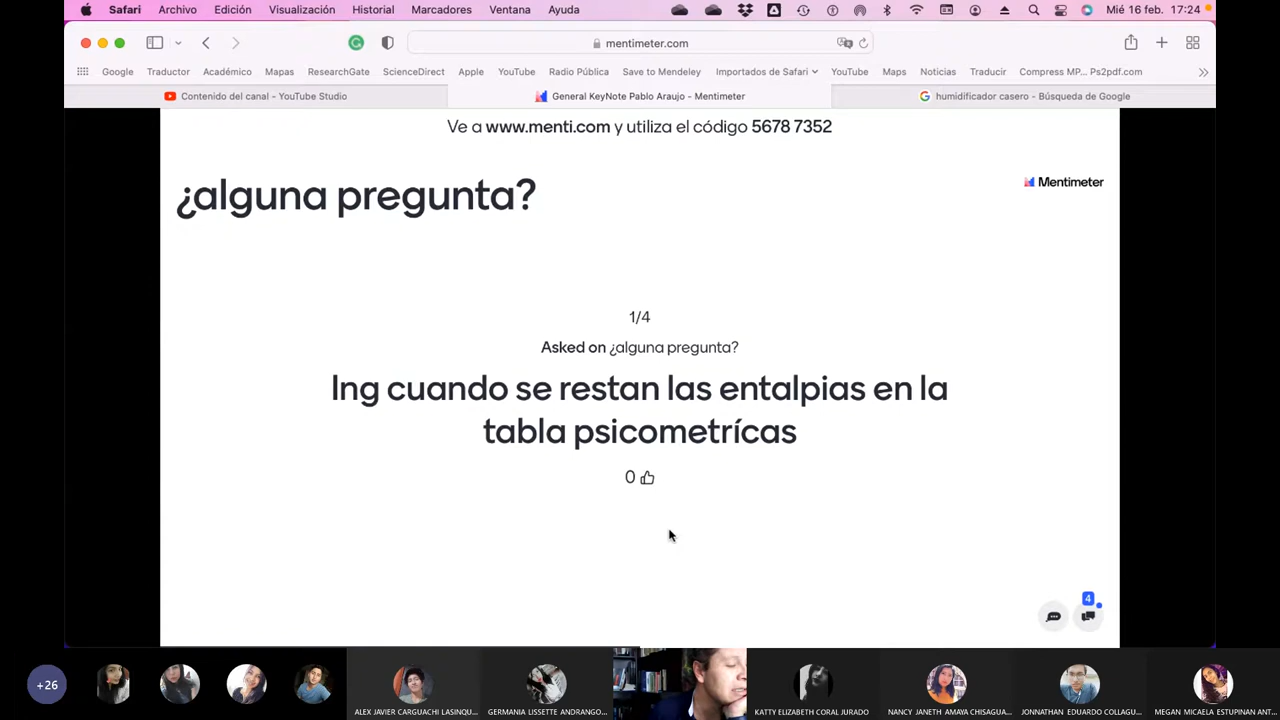 Safari Archivo Edición Visualización Historial Marcadores Ventana Ayuda Mié 16 feb. 17:24
mentimeter.com
Google Traductor Académico Mapas ResearchGate ScienceDirect Apple YouTube Radio Pública Save to Mendeley Importados de Safari YouTube Maps Noticias Traducir Compress MP... Ps2pdf.com
Contenido del canal - YouTube Studio General KeyNote Pablo Araujo - Mentimeter humidificador casero - Búsqueda de Google
Ve a www.menti.com y utiliza el código 5678 7352
Mentimeter
¿alguna pregunta?
1/4
Asked on ¿alguna pregunta?
Ing cuando se restan las entalpias en la
tabla psicometrícas
0
4
+26
ALEX JAVIER CARGUACHI LASINQU... GERMANIA LISSETTE ANDRANGO... KATTY ELIZABETH CORAL JURADO NANCY JANETH AMAYA CHISAGUA... JONNATHAN EDUARDO COLLAGU... MEGAN MICAELA ESTUPINAN ANT...